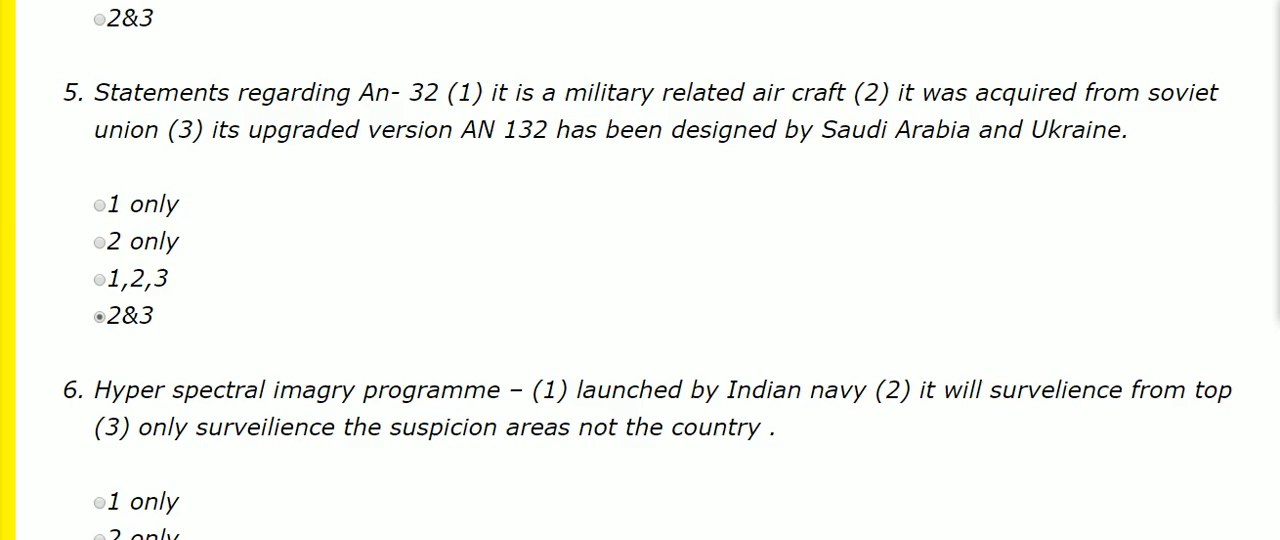 2&3
5. Statements regarding An- 32 (1) it is a military related air craft (2) it was acquired from soviet
union (3) its upgraded version AN 132 has been designed by Saudi Arabia and Ukraine.
1 only
2 only
1,2,3
2&3
6. Hyper spectral imagry programme – (1) launched by Indian navy (2) it will survelience from top
(3) only surveilience the suspicion areas not the country .
1 only
2 only